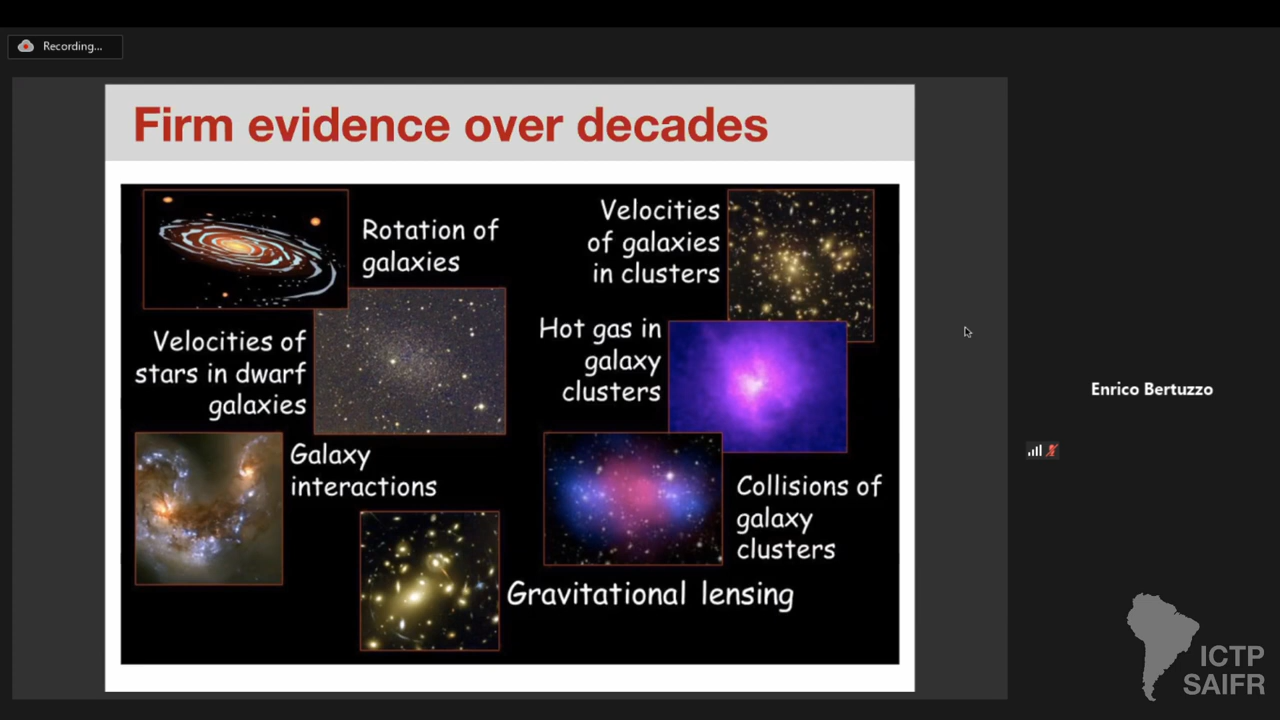 Recording...
Firm evidence over decades
Rotation of
galaxies
Velocities
of galaxies
in clusters
Velocities of
stars in dwarf
galaxies
Hot gas in
galaxy
clusters
Galaxy
interactions
Collisions of
galaxy
clusters
Gravitational lensing
Enrico Bertuzzo
ICTP
SAIFR